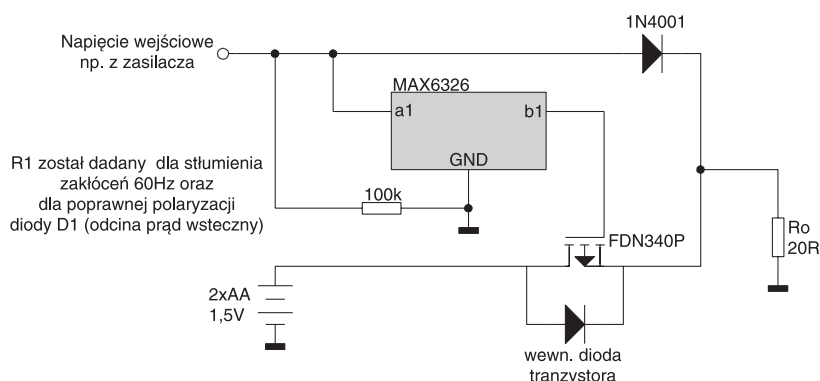 1N4001
Napięcie wejściowe
np. z zasilacza
MAX6326
a1
b1
GND
R1 został dadany dla stłumienia
zakłóceń 60Hz oraz
dla poprawnej polaryzacji
diody D1 (odcina prąd wsteczny)
100k
FDN340P
Ro
20R
2xAA
1,5V
wewn. dioda
tranzystora